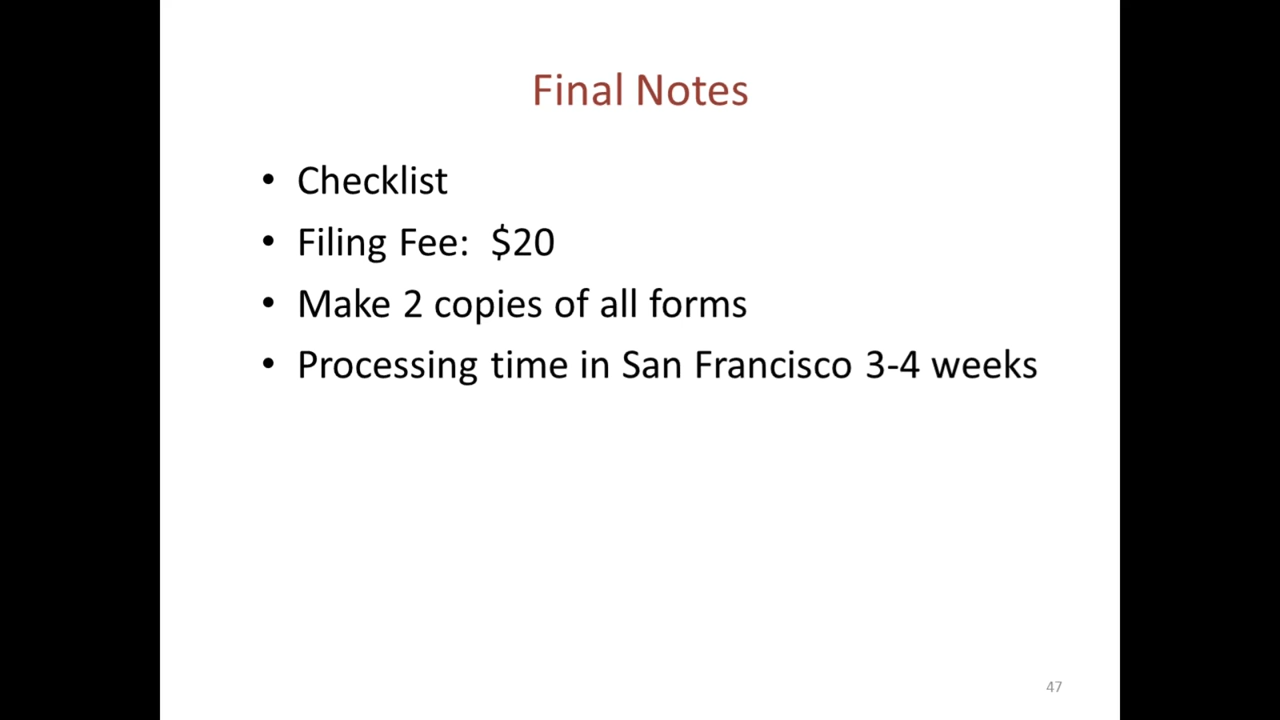 Final Notes
• Checklist
• Filing Fee:  $20
• Make 2 copies of all forms
• Processing time in San Francisco 3-4 weeks
47